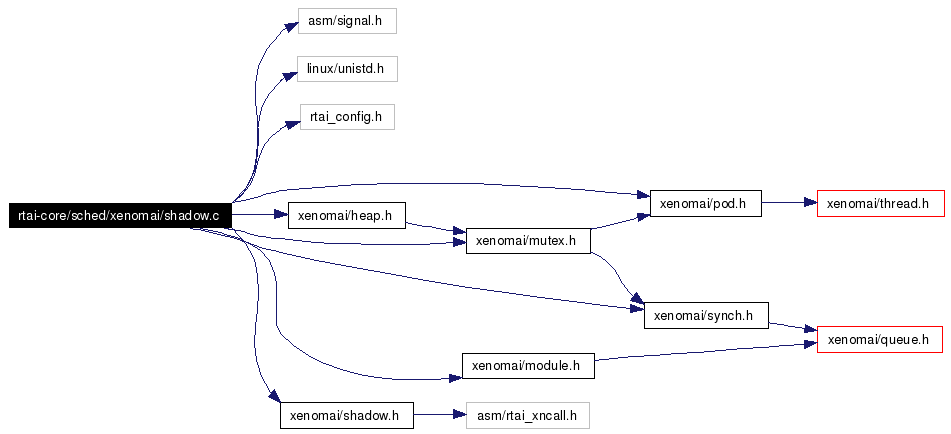 asm/signal.h
linux/unistd.h
rtai_config.h
xenomai/pod.h
xenomai/thread.h
rtai-core/sched/xenomai/shadow.c
xenomai/heap.h
xenomai/mutex.h
xenomai/synch.h
xenomai/queue.h
xenomai/module.h
xenomai/shadow.h
asm/rtai_xncall.h